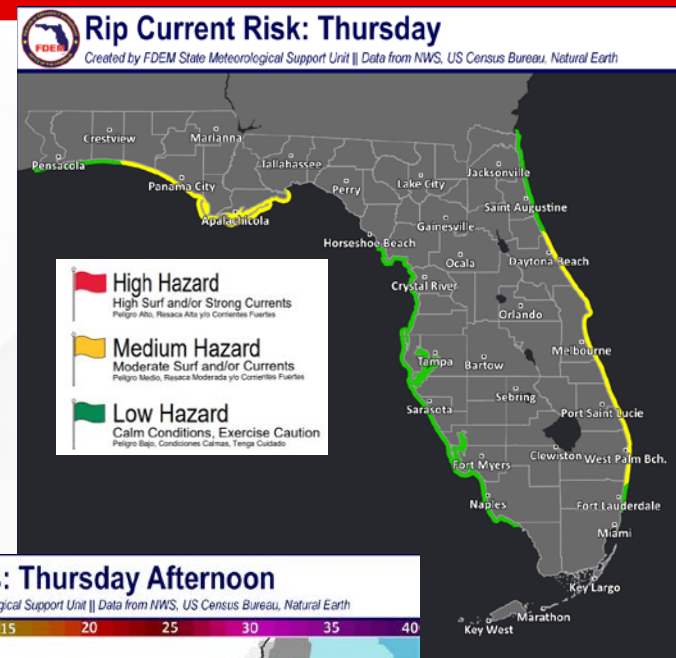 FDEM
Rip Current Risk: Thursday
Created by FDEM State Meteorological Support Unit || Data from NWS, US Census Bureau, Natural Earth
Crestview
Marianna
Pensacola
Tallahassee
Jacksonville
Panama City
Perry
Lake City
Apalachicola
Saint Augustine
Gainesville
Horseshoe Beach
Ocala
Daytona Beach
Crystal River
Orlando
Melbourne
Tampa
Bartow
Sebring
Sarasota
Port Saint Lucie
Fort Myers
Clewiston
West Palm Bch.
Naples
Fort Lauderdale
Miami
Key Largo
Marathon
Key West
High Hazard
High Surf and/or Strong Currents
Peligro Alto, Resaca Alta y/o Corrientes Fuertes
Medium Hazard
Moderate Surf and/or Currents
Peligro Medio, Resaca Moderada y/o Corrientes Fuertes
Low Hazard
Calm Conditions, Exercise Caution
Peligro Bajo, Condiciones Calmas, Tenga Cuidado
: Thursday Afternoon
gical Support Unit || Data from NWS, US Census Bureau, Natural Earth
15 20 25 30 35 40